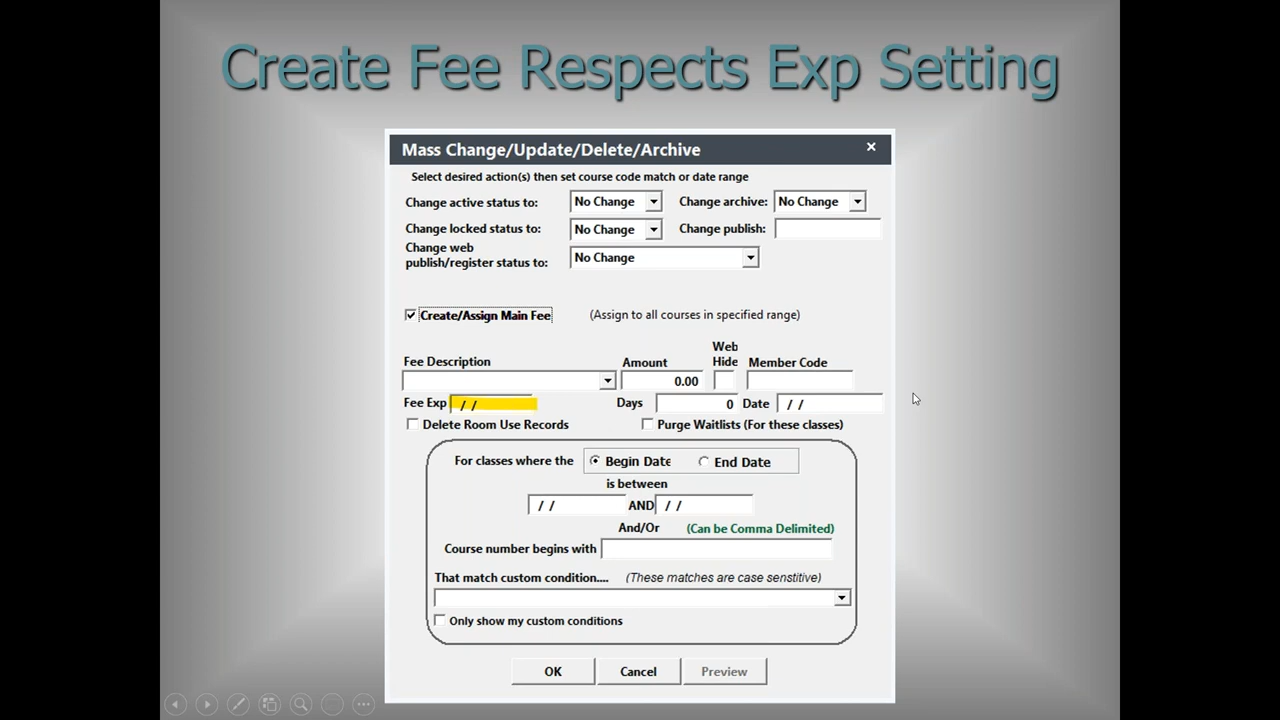 Create Fee Respects Exp Setting
Mass Change/Update/Delete/Archive
Select desired action(s) then set course code match or date range
Change active status to: No Change Change archive: No Change
Change locked status to: No Change Change publish:
Change web
publish/register status to: No Change
Create/Assign Main Fee (Assign to all courses in specified range)
Web
Fee Description Amount Hide Member Code
0.00
Fee Exp / / Days 0 Date / /
Delete Room Use Records Purge Waitlists (For these classes)
For classes where the Begin Date End Date
is between
/ / AND / /
And/Or (Can be Comma Delimited)
Course number begins with
That match custom condition.... (These matches are case sensitive)
Only show my custom conditions
OK Cancel Preview